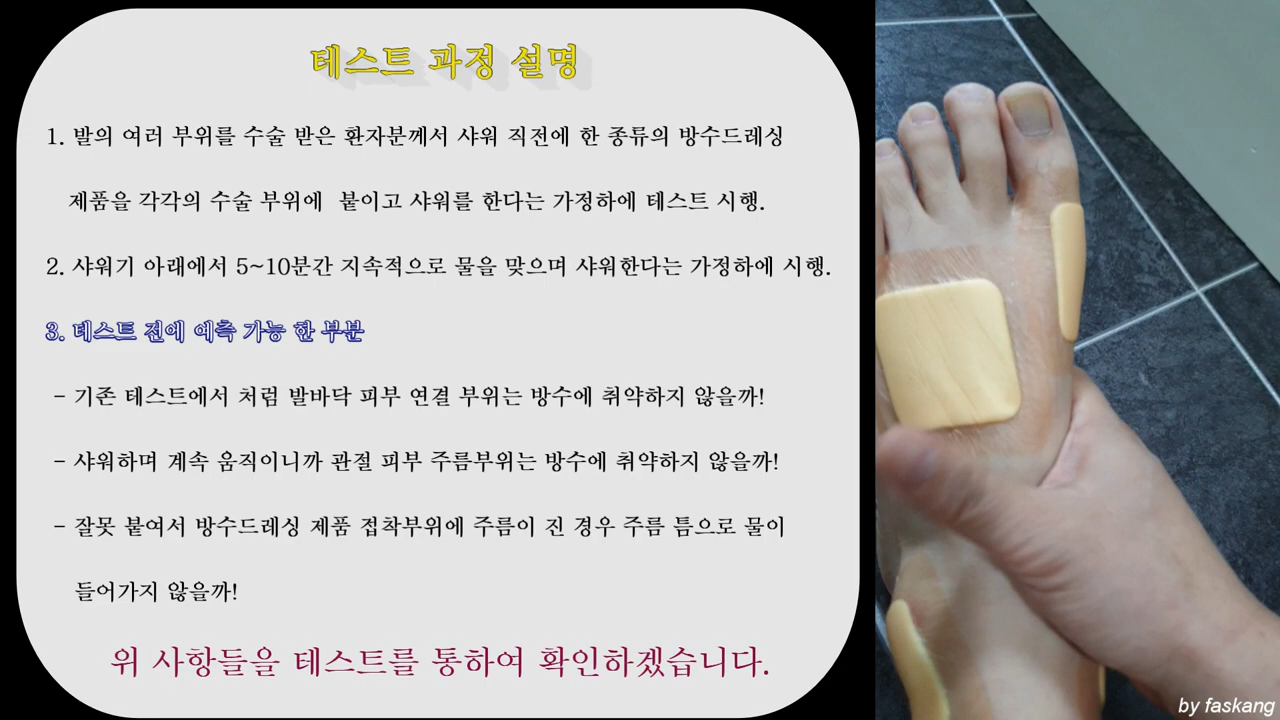 테스트 과정 설명
1. 발의 여러 부위를 수술 받은 환자분께서 샤워 직전에 한 종류의 방수드레싱
제품을 각각의 수술 부위에 붙이고 샤워를 한다는 가정하에 테스트 시행.
2. 샤워기 아래에서 5~10분간 지속적으로 물을 맞으며 샤워한다는 가정하에 시행.
3. 테스트 전에 예측 가능 한 부분
- 기존 테스트에서 처럼 발바닥 피부 연결 부위는 방수에 취약하지 않을까!
- 샤워하며 계속 움직이니까 관절 피부 주름부위는 방수에 취약하지 않을까!
- 잘못 붙여서 방수드레싱 제품 접착부위에 주름이 진 경우 주름 틈으로 물이
들어가지 않을까!
위 사항들을 테스트를 통하여 확인하겠습니다.
by faskang